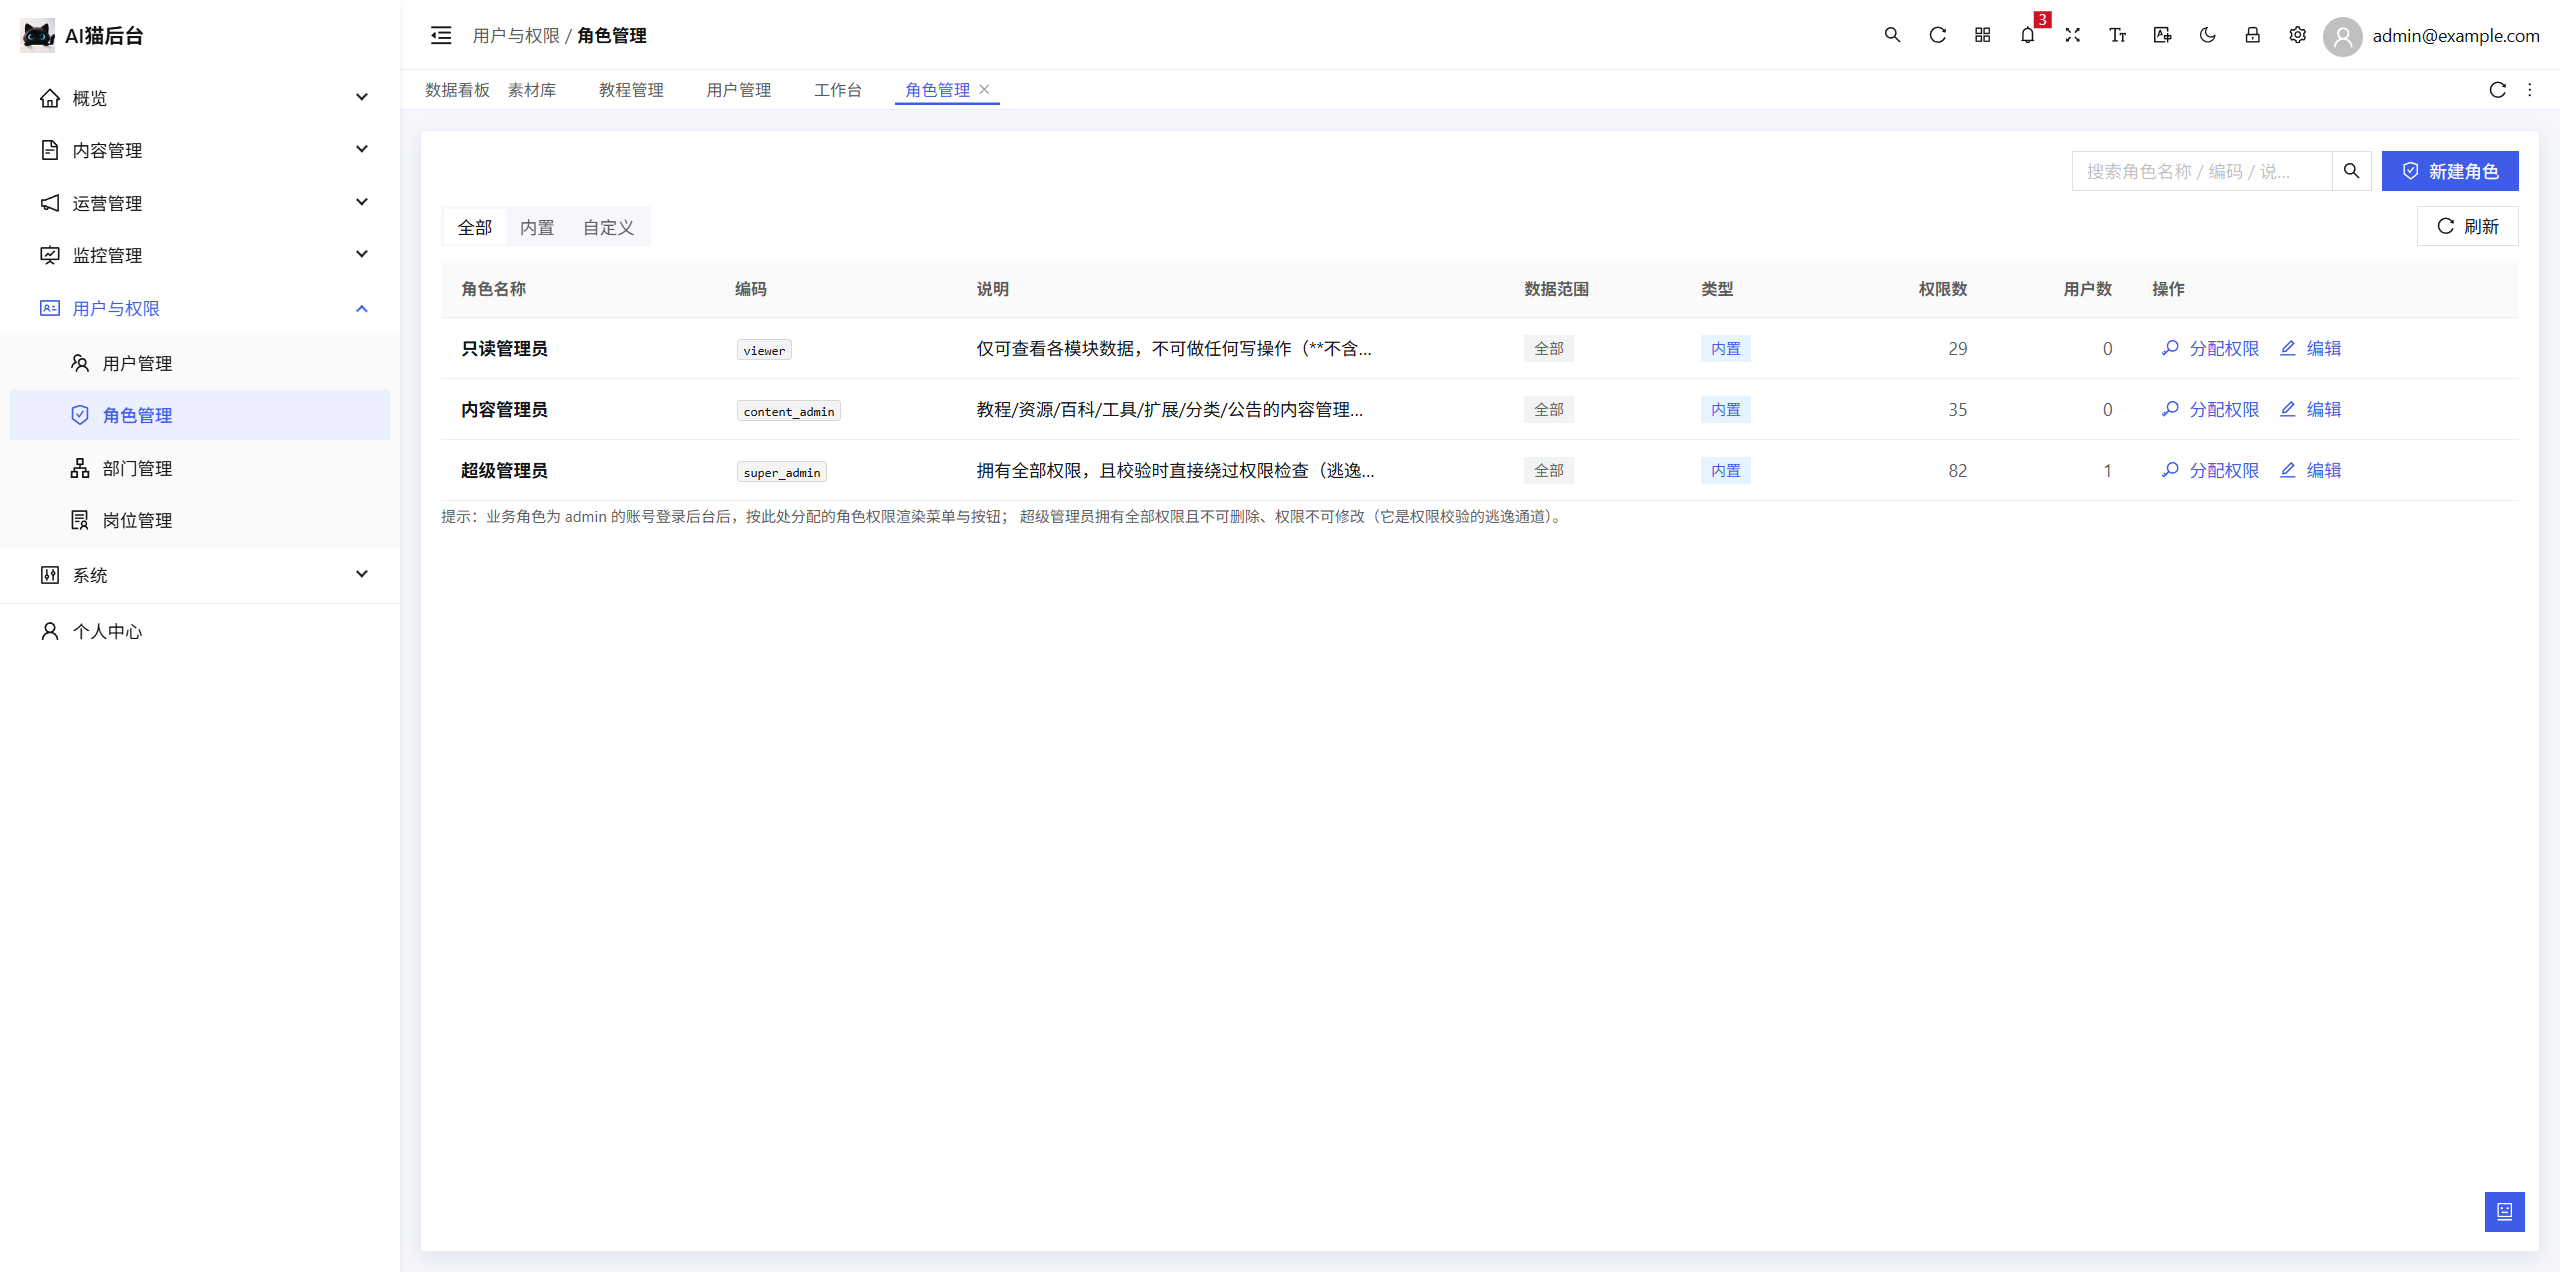 AI猫后台
用户与权限 / 角色管理
3
admin@example.com
数据看板 素材库 教程管理 用户管理 工作台 角色管理
概览
内容管理
运营管理
监控管理
用户与权限
用户管理
角色管理
部门管理
岗位管理
系统
个人中心
搜索角色名称 / 编码 / 说...
新建角色
全部 内置 自定义
刷新
角色名称 编码 说明 数据范围 类型 权限数 用户数 操作
只读管理员 viewer 仅可查看各模块数据，不可做任何写操作（**不含... 全部 内置 29 0 分配权限 编辑
内容管理员 content_admin 教程/资源/百科/工具/扩展/分类/公告的内容管理... 全部 内置 35 0 分配权限 编辑
超级管理员 super_admin 拥有全部权限，且校验时直接绕过权限检查（逃逸... 全部 内置 82 1 分配权限 编辑
提示：业务角色为 admin 的账号登录后台后，按此处分配的角色权限渲染菜单与按钮； 超级管理员拥有全部权限且不可删除、权限不可修改（它是权限校验的逃逸通道）。